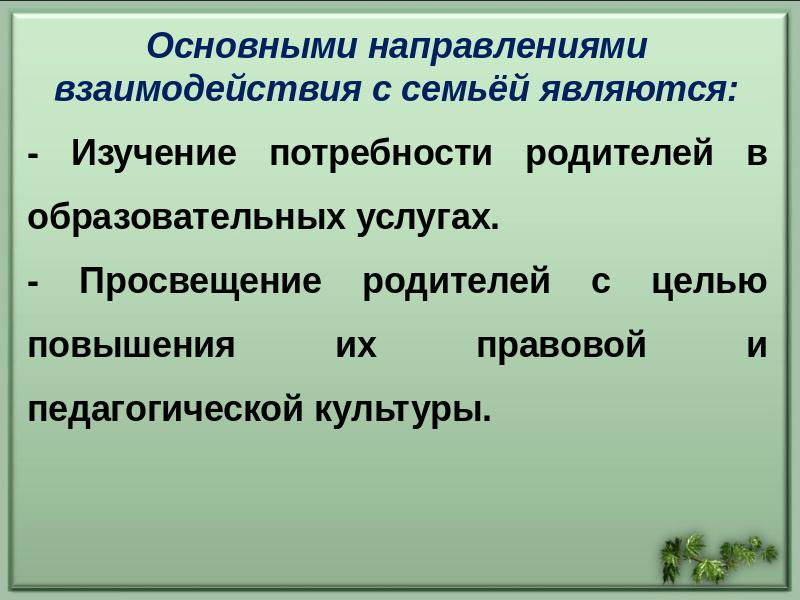 Основными направлениями
взаимодействия с семьёй являются:
- Изучение потребности родителей в
образовательных услугах.
- Просвещение родителей с целью
повышения их правовой и
педагогической культуры.